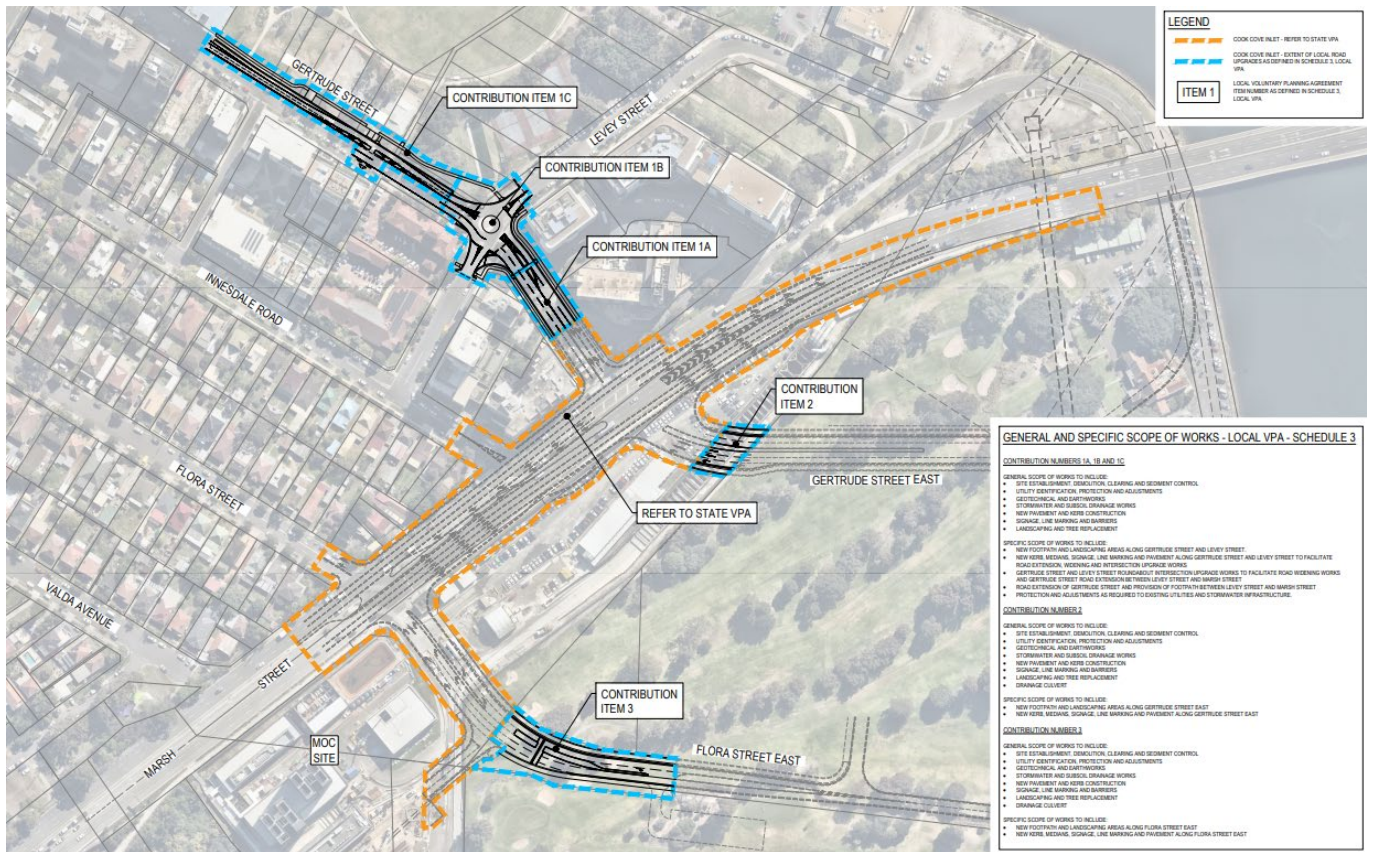 LEGEND
COOK COVE INLET - REFER TO STATE VPA
COOK COVE INLET - EXTENT OF LOCAL ROAD
UPGRADES AS DEFINED IN SCHEDULE 3, LOCAL
VPA.
ITEM 1
LOCAL VOLUNTARY PLANNING AGREEMENT
ITEM NUMBER AS DEFINED IN SCHEDULE 3,
LOCAL VPA
GERTRUDE STREET
CONTRIBUTION ITEM 1C
LEVEY STREET
CONTRIBUTION ITEM 1B
CONTRIBUTION ITEM 1A
INNESDALE ROAD
CONTRIBUTION
ITEM 2
FLORA STREET
GERTRUDE STREET EAST
REFER TO STATE VPA
VALDA AVENUE
STREET
MARSH
MOC
SITE
CONTRIBUTION
ITEM 3
FLORA STREET EAST
GENERAL AND SPECIFIC SCOPE OF WORKS - LOCAL VPA - SCHEDULE 3
CONTRIBUTION NUMBERS 1A, 1B AND 1C
GENERAL SCOPE OF WORKS TO INCLUDE:
• SITE ESTABLISHMENT, DEMOLITION, CLEARING AND SEDIMENT CONTROL
• UTILITY IDENTIFICATION, PROTECTION AND ADJUSTMENTS
• GEOTECHNICAL AND EARTHWORKS
• STORMWATER AND SUBSOIL DRAINAGE WORKS
• NEW PAVEMENT AND KERB CONSTRUCTION
• SIGNAGE, LINE MARKING AND BARRIERS
• LANDSCAPING AND TREE REPLACEMENT
SPECIFIC SCOPE OF WORKS TO INCLUDE:
• NEW FOOTPATH AND LANDSCAPING AREAS ALONG GERTRUDE STREET AND LEVEY STREET.
• NEW KERB, MEDIANS, SIGNAGE, LINE MARKING AND PAVEMENT ALONG GERTRUDE STREET AND LEVEY STREET TO FACILITATE
ROAD EXTENSION, WIDENING AND INTERSECTION UPGRADE WORKS
• GERTRUDE STREET AND LEVEY STREET ROUNDABOUT INTERSECTION UPGRADE WORKS TO FACILITATE ROAD WIDENING WORKS
AND GERTRUDE STREET ROAD EXTENSION BETWEEN LEVEY STREET AND MARSH STREET
• ROAD EXTENSION OF GERTRUDE STREET AND PROVISION OF FOOTPATH BETWEEN LEVEY STREET AND MARSH STREET
• PROTECTION AND ADJUSTMENTS AS REQUIRED TO EXISTING UTILITIES AND STORMWATER INFRASTRUCTURE.
CONTRIBUTION NUMBER 2
GENERAL SCOPE OF WORKS TO INCLUDE:
• SITE ESTABLISHMENT, DEMOLITION, CLEARING AND SEDIMENT CONTROL
• UTILITY IDENTIFICATION, PROTECTION AND ADJUSTMENTS
• GEOTECHNICAL AND EARTHWORKS
• STORMWATER AND SUBSOIL DRAINAGE WORKS
• NEW PAVEMENT AND KERB CONSTRUCTION
• SIGNAGE, LINE MARKING AND BARRIERS
• LANDSCAPING AND TREE REPLACEMENT
• DRAINAGE CULVERT
SPECIFIC SCOPE OF WORKS TO INCLUDE:
• NEW FOOTPATH AND LANDSCAPING AREAS ALONG GERTRUDE STREET EAST
• NEW KERB, MEDIANS, SIGNAGE, LINE MARKING AND PAVEMENT ALONG GERTRUDE STREET EAST
CONTRIBUTION NUMBER 3
GENERAL SCOPE OF WORKS TO INCLUDE:
• SITE ESTABLISHMENT, DEMOLITION, CLEARING AND SEDIMENT CONTROL
• UTILITY IDENTIFICATION, PROTECTION AND ADJUSTMENTS
• GEOTECHNICAL AND EARTHWORKS
• STORMWATER AND SUBSOIL DRAINAGE WORKS
• NEW PAVEMENT AND KERB CONSTRUCTION
• SIGNAGE, LINE MARKING AND BARRIERS
• LANDSCAPING AND TREE REPLACEMENT
• DRAINAGE CULVERT
SPECIFIC SCOPE OF WORKS TO INCLUDE:
• NEW FOOTPATH AND LANDSCAPING AREAS ALONG FLORA STREET EAST
• NEW KERB, MEDIANS, SIGNAGE, LINE MARKING AND PAVEMENT ALONG FLORA STREET EAST